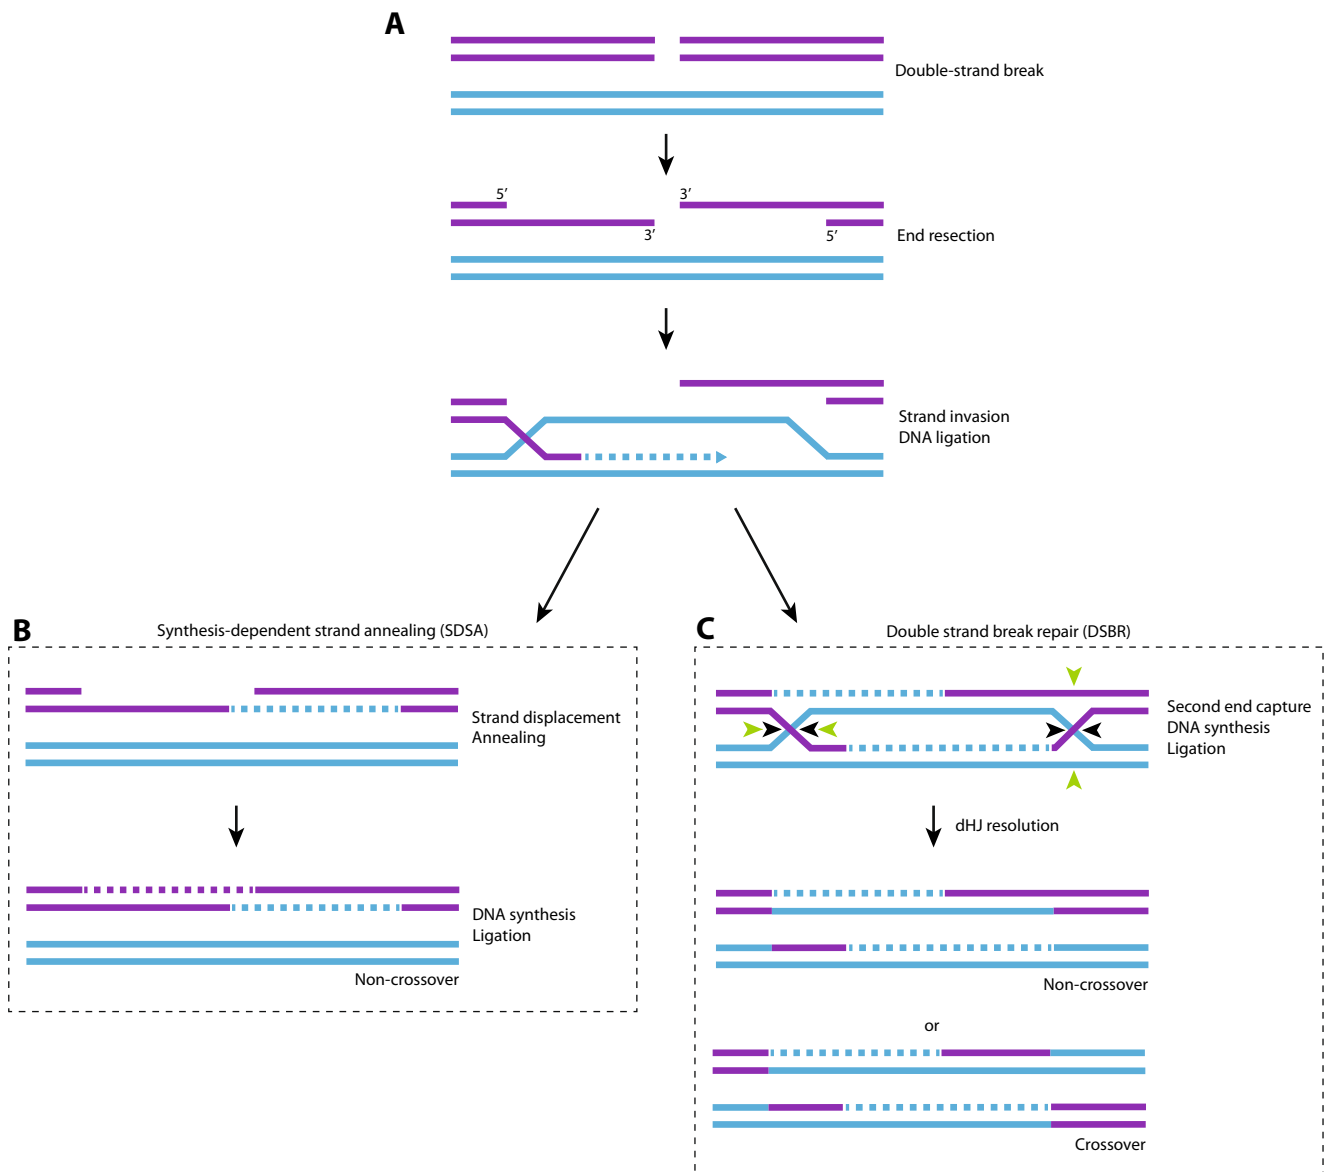 A
Double-strand break
5’
3’
3’
5’
End resection
Strand invasion
DNA ligation
B
Synthesis-dependent strand annealing (SDSA)
Strand displacement
Annealing
DNA synthesis
Ligation
Non-crossover
C
Double strand break repair (DSBR)
Second end capture
DNA synthesis
Ligation
dHJ resolution
Non-crossover
or
Crossover